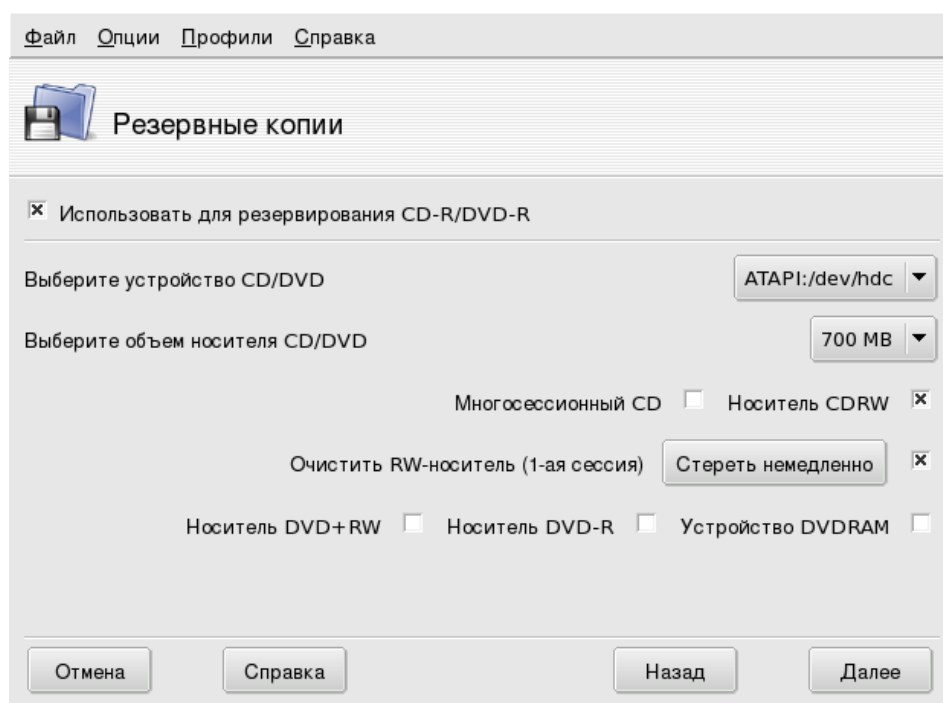 Файл Опции Профили Справка
Резервные копии
Использовать для резервирования CD-R/DVD-R
Выберите устройство CD/DVD ATAPI:/dev/hdc
Выберите объем носителя CD/DVD 700 MB
Многосессионный CD Носитель CDRW
Очистить RW-носитель (1-ая сессия) Стереть немедленно
Носитель DVD+RW Носитель DVD-R Устройство DVDRAM
Отмена Справка Назад Далее